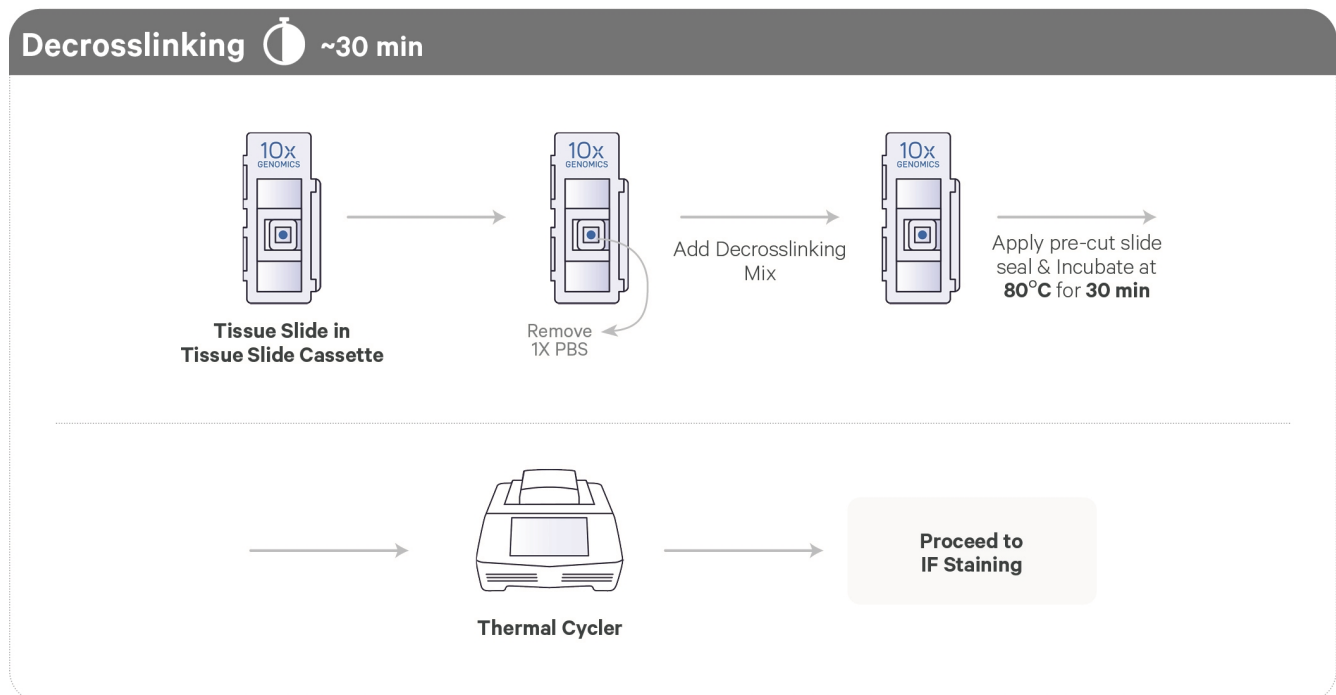 Decrosslinking ~30 min
10x
GENOMICS
10x
GENOMICS
10x
GENOMICS
Tissue Slide in
Tissue Slide Cassette
Remove
1X PBS
Add Decrosslinking
Mix
Apply pre-cut slide
seal & Incubate at
80°C for 30 min
Thermal Cycler
Proceed to
IF Staining